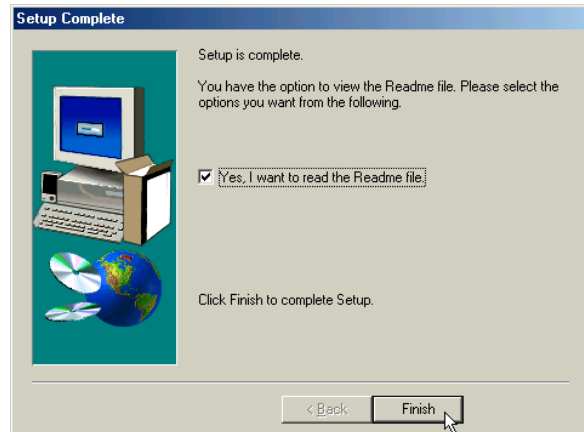 Setup Complete
Setup is complete.
You have the option to view the Readme file. Please select the
options you want from the following.
Yes, I want to read the Readme file.
Click Finish to complete Setup.
< Back
Finish